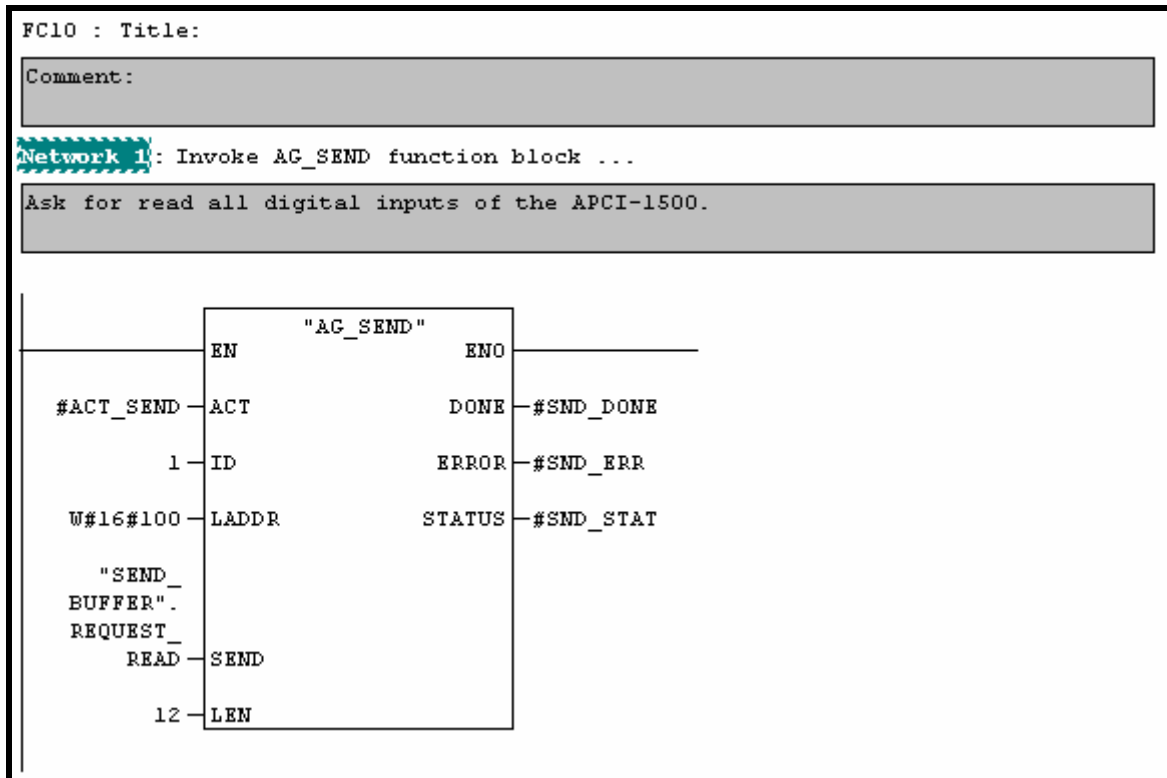 FC10 : Title:
Comment:
Network 1: Invoke AG_SEND function block ...
Ask for read all digital inputs of the APCI-1500.
"AG_SEND"
EN ENO
#ACT_SEND ACT DONE #SND_DONE
1 ID ERROR #SND_ERR
W#16#100 LADDR STATUS #SND_STAT
"SEND_
BUFFER".
REQUEST_
READ SEND
12 LEN